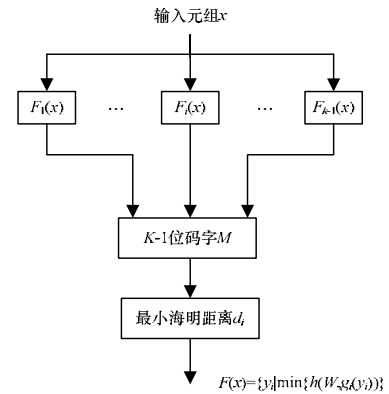 输入元组x
F1(x) … Fi(x) … Fk-1(x)
K-1位码字M
最小海明距离di
F(x)={yi|min{h(W,gi(yi))}